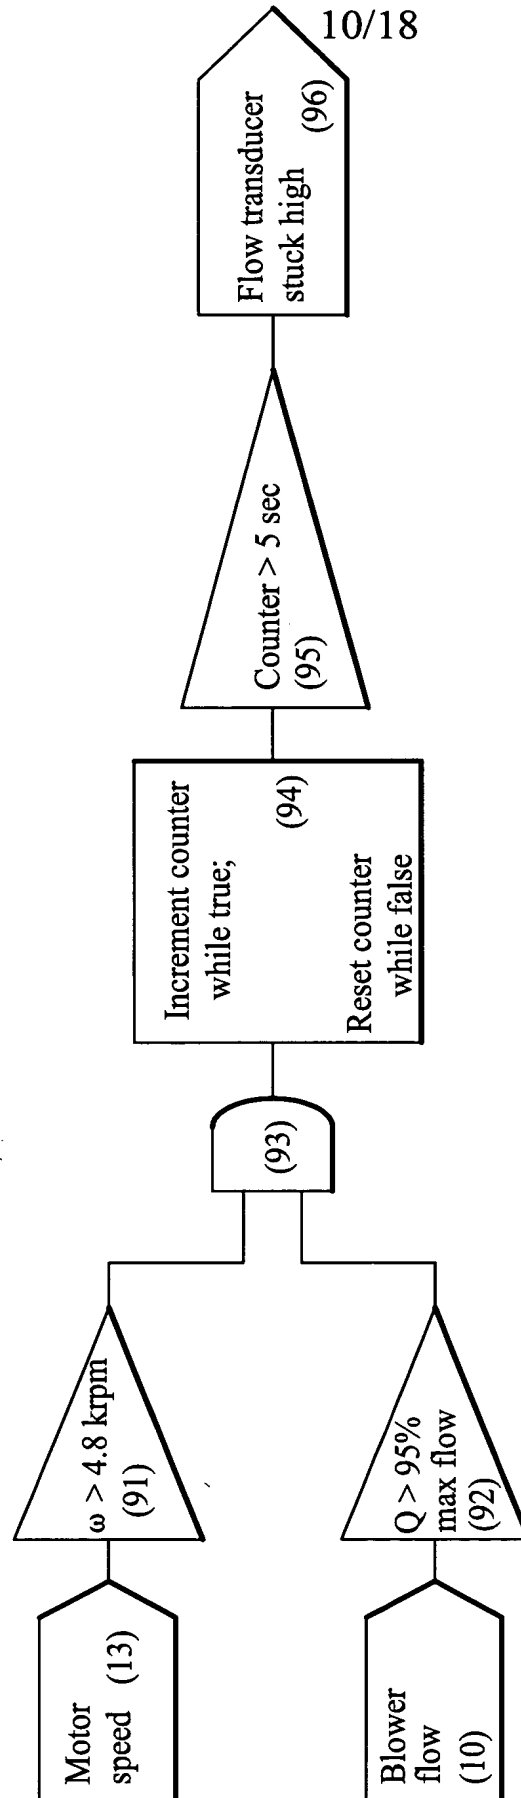 10/18
Motor
speed (13)
ω > 4.8 krpm
(91)
Blower
flow
(10)
Q > 95%
max flow
(92)
(93)
Increment counter
while true;
(94)
Reset counter
while false
Counter > 5 sec
(95)
Flow transducer
stuck high
(96)